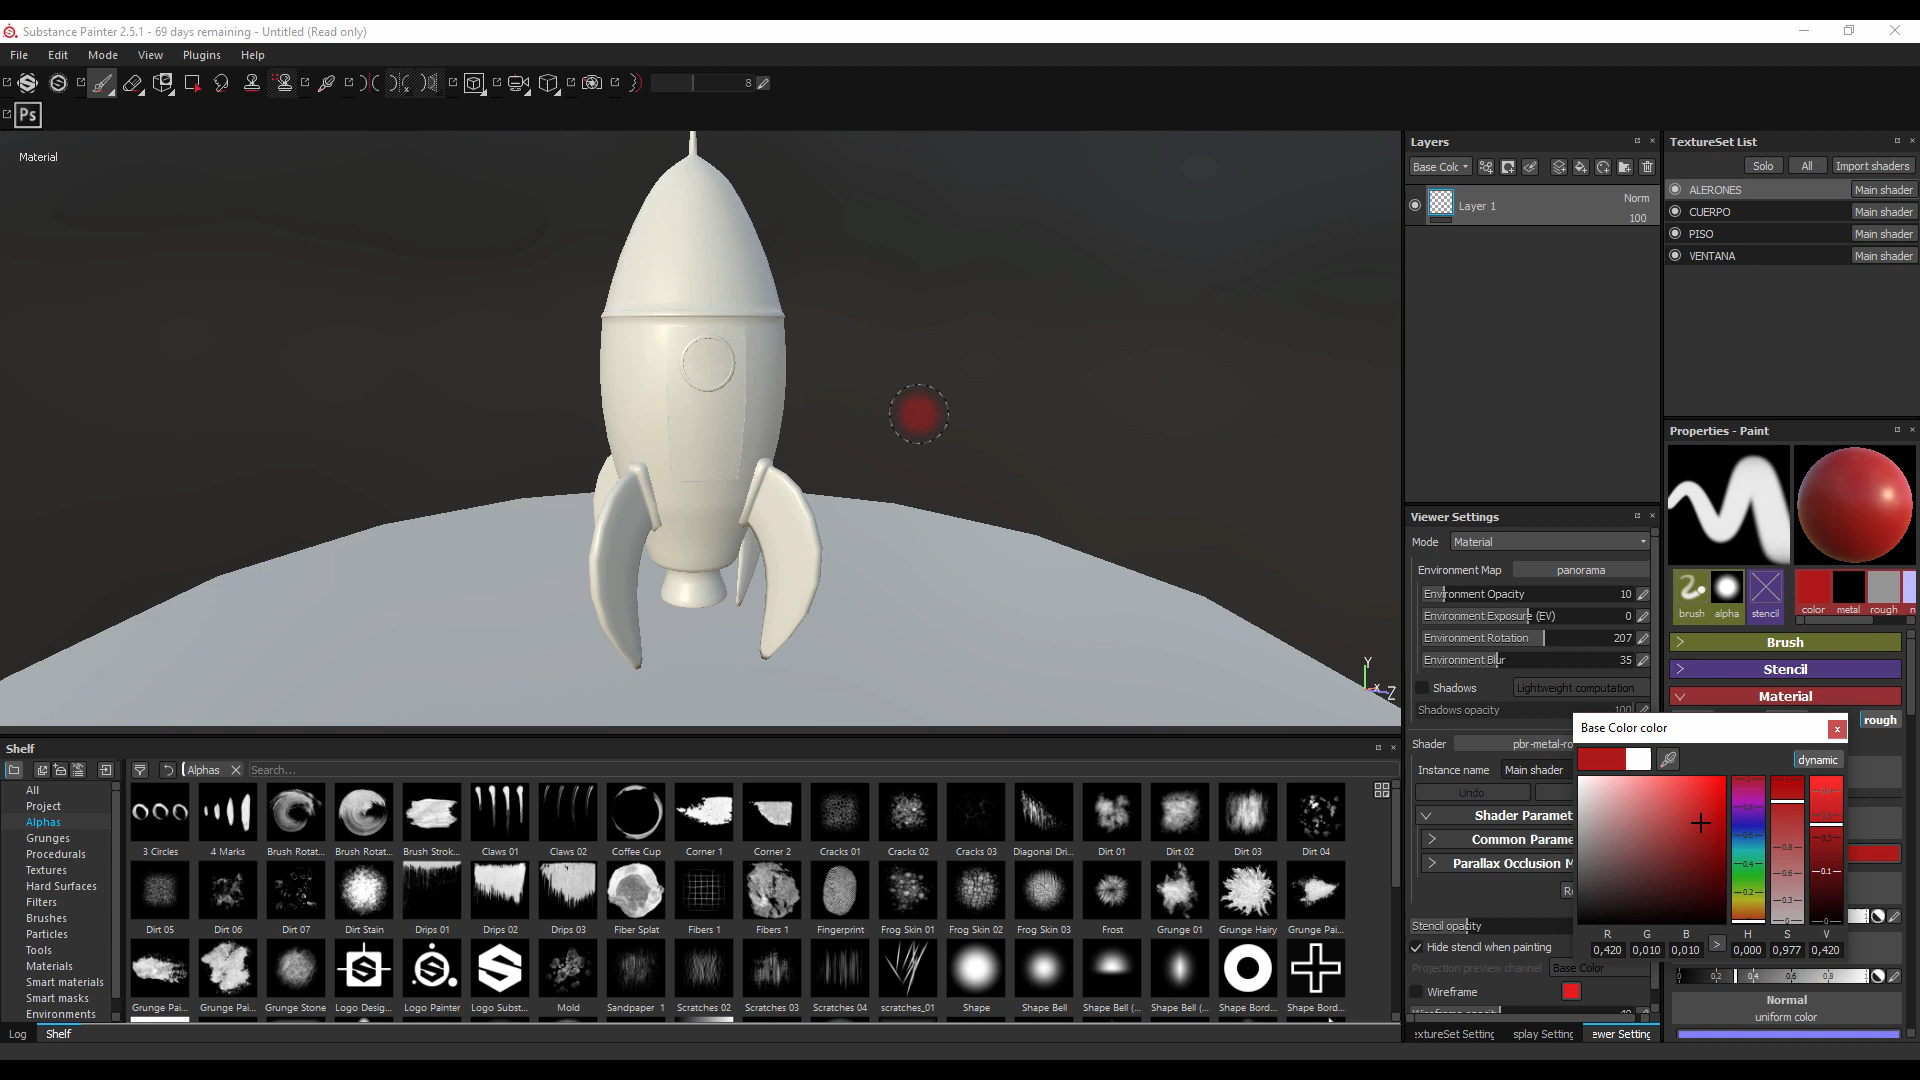 Substance Painter 2.5.1 - 69 days remaining - Untitled (Read only)
File Edit Mode View Plugins Help
8
Ps
Material
Layers
Base Colc
Layer 1 Norm
100
TextureSet List
Solo All Import shaders
ALERONES Main shader
CUERPO Main shader
PISO Main shader
VENTANA Main shader
Properties - Paint
brush alpha stencil color metal rough n
Brush
Stencil
Material
rough
Viewer Settings
Mode Material
Environment Map panorama
Environment Opacity 10
Environment Exposure (EV) 0
Environment Rotation 207
Environment Blur 35
Shadows Lightweight computation
Shadows opacity 100
Shader pbr-metal-ro
Instance name Main shader
Undo
Shader Paramet
Common Parame
Parallax Occlusion M
Stencil opacity
Hide stencil when painting
Projection preview channel Base Color
Wireframe
Wireframe opacity 40
extureSet Setting splay Setting ewer Setting
Base Color color
dynamic
R G B H S V
0,420 0,010 0,010 > 0,000 0,977 0,420
0.2 0.4 0.6 0.8
Normal
uniform color
Y
X
Z
Shelf
Alphas Search...
All
Project
Alphas
Grunges
Procedurals
Textures
Hard Surfaces
Filters
Brushes
Particles
Tools
Materials
Smart materials
Smart masks
Environments
3 Circles 4 Marks Brush Rotat... Brush Rotat... Brush Strok... Claws 01 Claws 02 Coffee Cup Corner 1 Corner 2 Cracks 01 Cracks 02 Cracks 03 Diagonal Dri... Dirt 01 Dirt 02 Dirt 03 Dirt 04
Dirt 05 Dirt 06 Dirt 07 Dirt Stain Drips 01 Drips 02 Drips 03 Fiber Splat Fibers 1 Fibers 1 Fingerprint Frog Skin 01 Frog Skin 02 Frog Skin 03 Frost Grunge 01 Grunge Hairy Grunge Pai...
Grunge Pai... Grunge Pai... Grunge Stone Logo Desig... Logo Painter Logo Subst... Mold Sandpaper 1 Scratches 02 Scratches 03 Scratches 04 scratches_01 Shape Shape Bell Shape Bell (... Shape Bell (... Shape Bord... Shape Bord...
Log Shelf